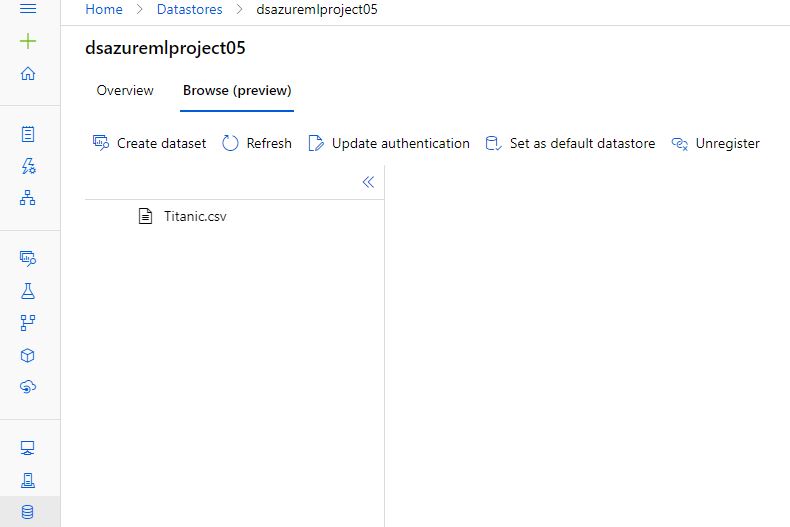 Home > Datastores > dsazuremlproject05
dsazuremlproject05
Overview Browse (preview)
Create dataset Refresh Update authentication Set as default datastore Unregister
Titanic.csv